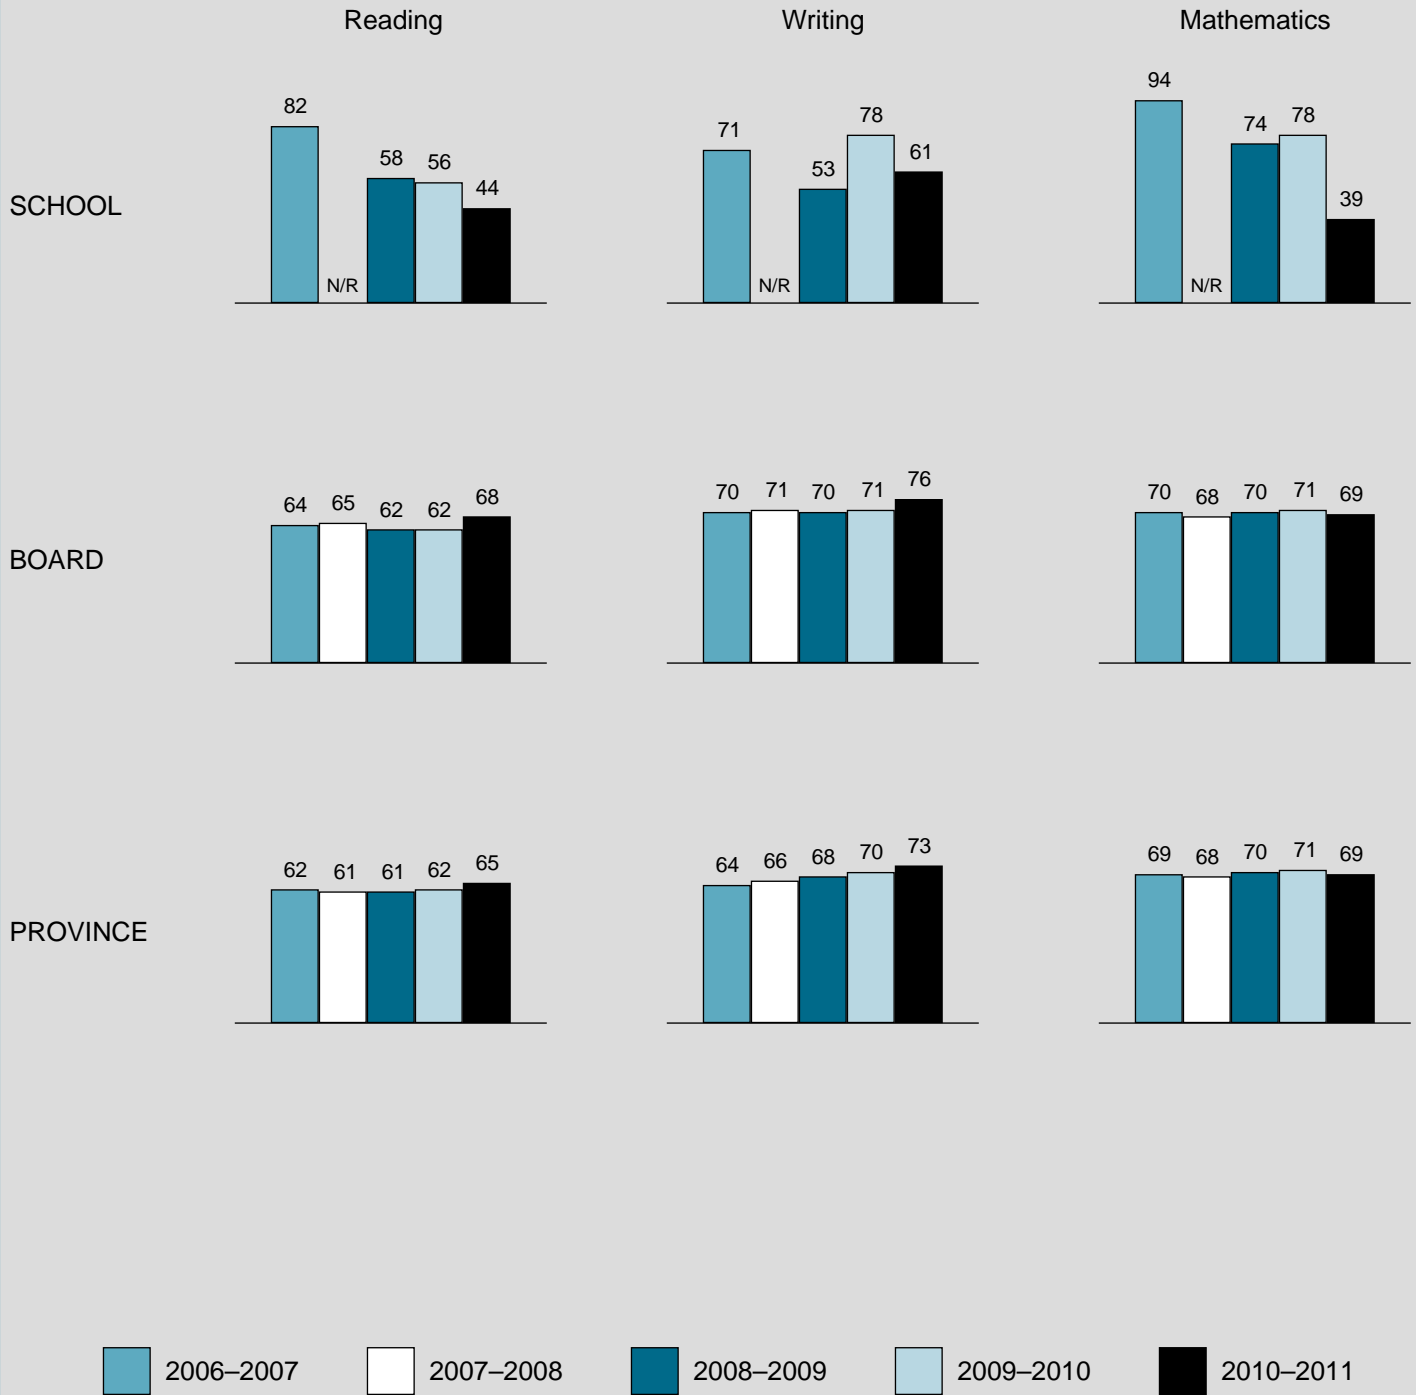 Reading Writing Mathematics
SCHOOL
82 N/R 58 56 44
71 N/R 53 78 61
94 N/R 74 78 39
BOARD
64 65 62 62 68
70 71 70 71 76
70 68 70 71 69
PROVINCE
62 61 61 62 65
64 66 68 70 73
69 68 70 71 69
2006–2007 2007–2008 2008–2009 2009–2010 2010–2011